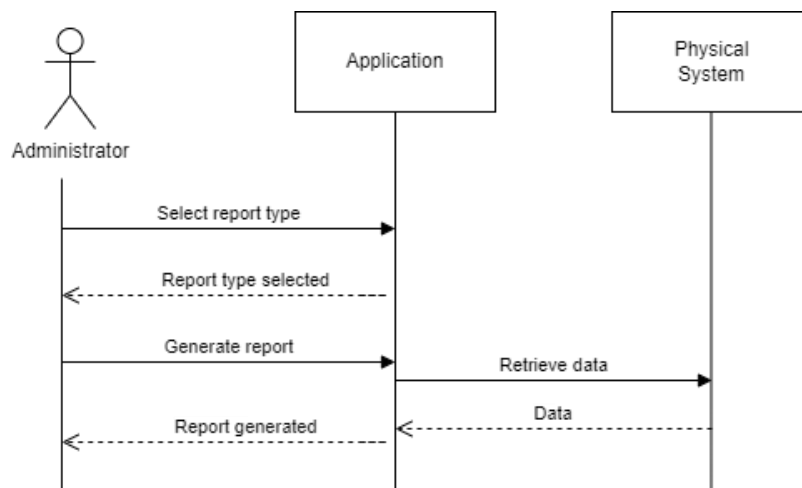 Application
Physical
System
Administrator
Select report type
Report type selected
Generate report
Retrieve data
Data
Report generated